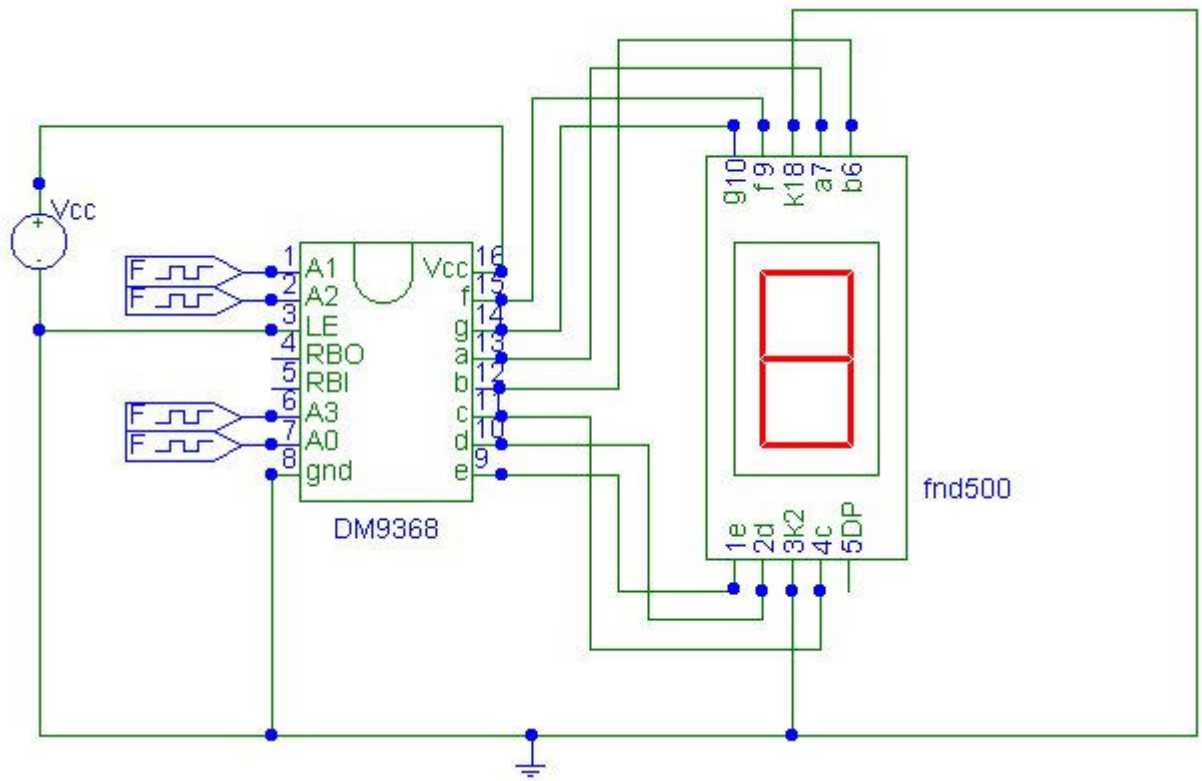 g10
f9
k18
a7
b6
Vcc
+
-
F
1
A1
Vcc
16
F
2
A2
f
15
3
LE
g
14
4
RBO
a
13
5
RBI
b
12
F
6
A3
c
11
F
7
A0
d
10
8
gnd
e
9
DM9368
fnd500
1e
2d
3k2
4c
5DP